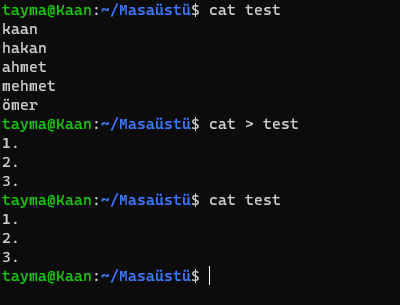 tayma@Kaan:~/Masaüstü$ cat test
kaan
hakan
ahmet
mehmet
ömer
tayma@Kaan:~/Masaüstü$ cat > test
1.
2.
3.
tayma@Kaan:~/Masaüstü$ cat test
1.
2.
3.
tayma@Kaan:~/Masaüstü$